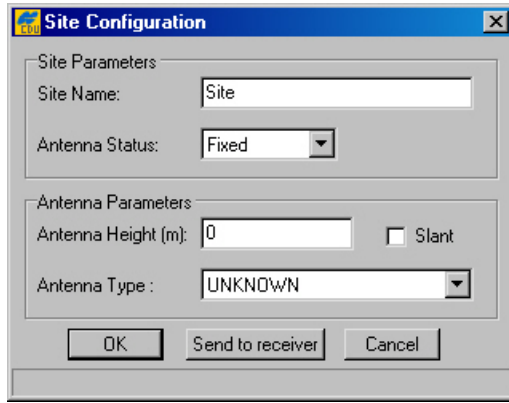 CDU Site Configuration
Site Parameters
Site Name: Site
Antenna Status: Fixed
Antenna Parameters
Antenna Height (m): 0 Slant
Antenna Type : UNKNOWN
OK Send to receiver Cancel